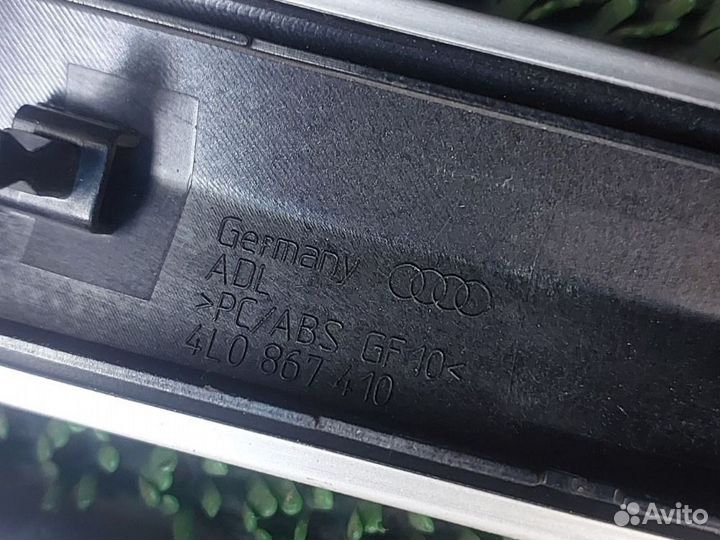 Germany
ADL
>PC/ABS GF10<
4L0 867 410
Avito